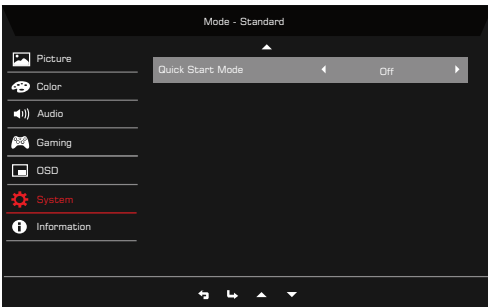 Mode - Standard
Picture
Quick Start Mode Off
Color
Audio
Gaming
OSD
System
Information